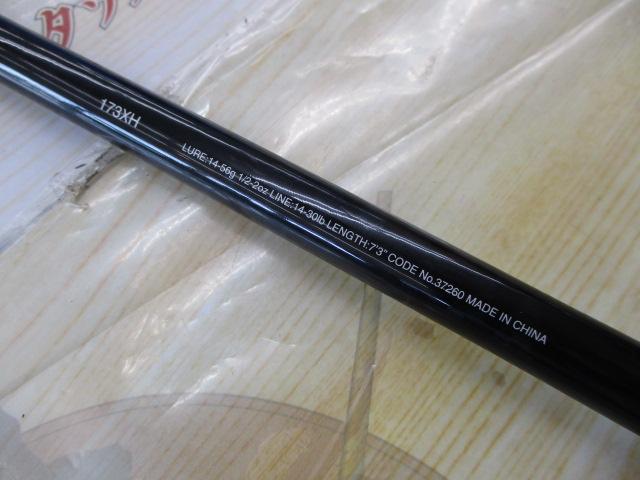 タ
173XH
LURE:14-56g 1/2-2oz LINE:14-30lb LENGTH:7'3" CODE No.37260 MADE IN CHINA